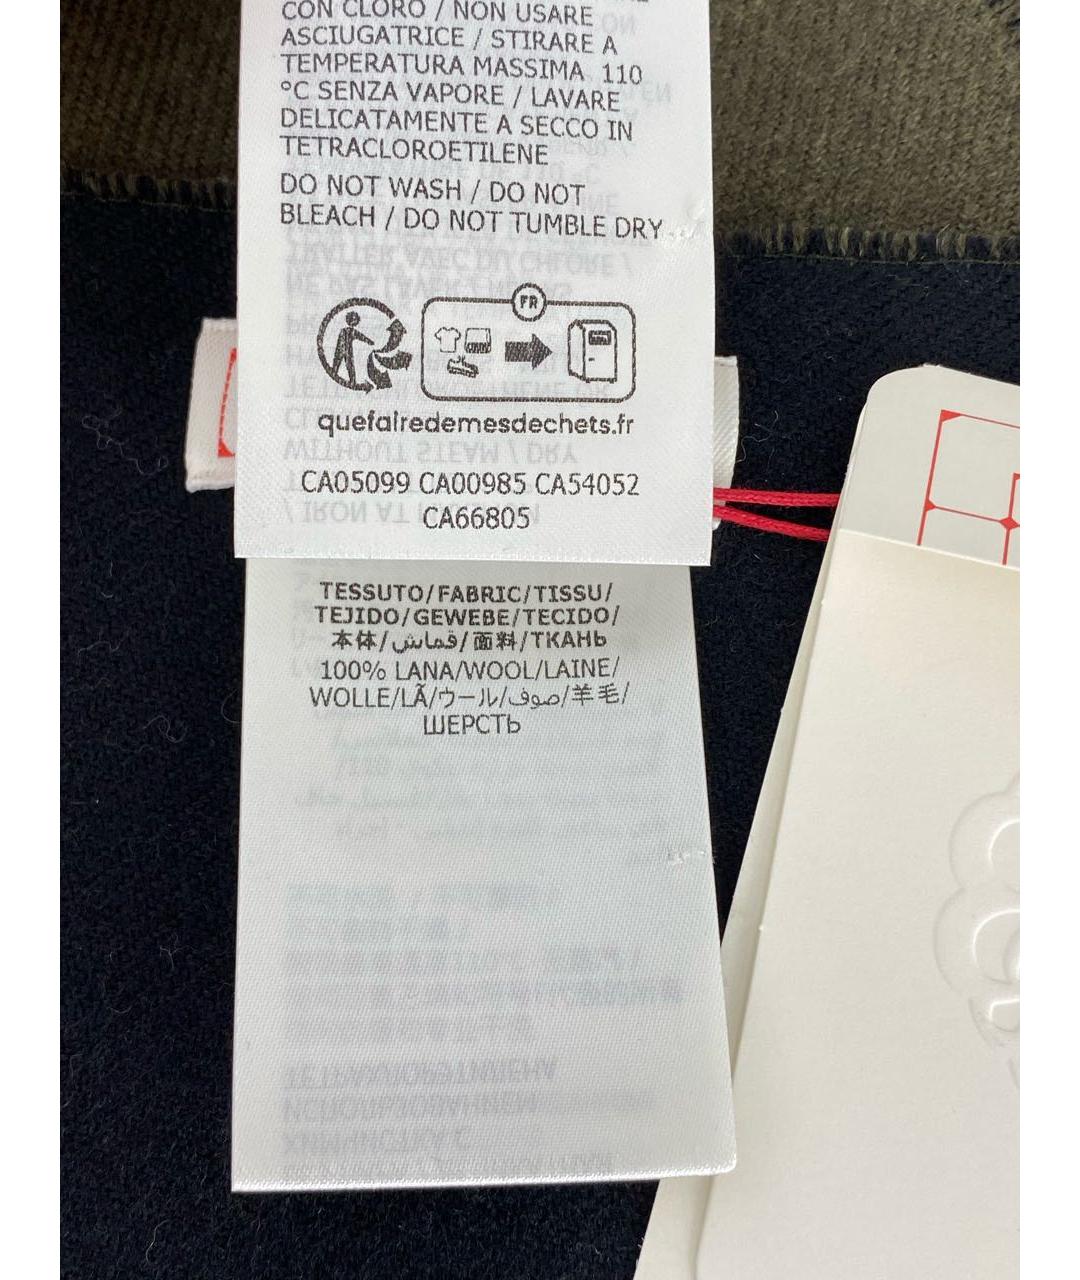 CON CLORO / NON USARE
ASCIUGATRICE / STIRARE A
TEMPERATURA MASSIMA 110
°C SENZA VAPORE / LAVARE
DELICATAMENTE A SECCO IN
TETRACLOROETILENE
DO NOT WASH / DO NOT
BLEACH / DO NOT TUMBLE DRY
FR
quefairedemesdechets.fr
CA05099 CA00985 CA54052
CA66805
TESSUTO/FABRIC/TISSU/
TEJIDO/GEWEBE/TECIDO/
本体/قماش/面料/ТКАНЬ
100% LANA/WOOL/LAINE/
WOLLE/LÃ/ウール/صوف/羊毛/
ШЕРСТЬ